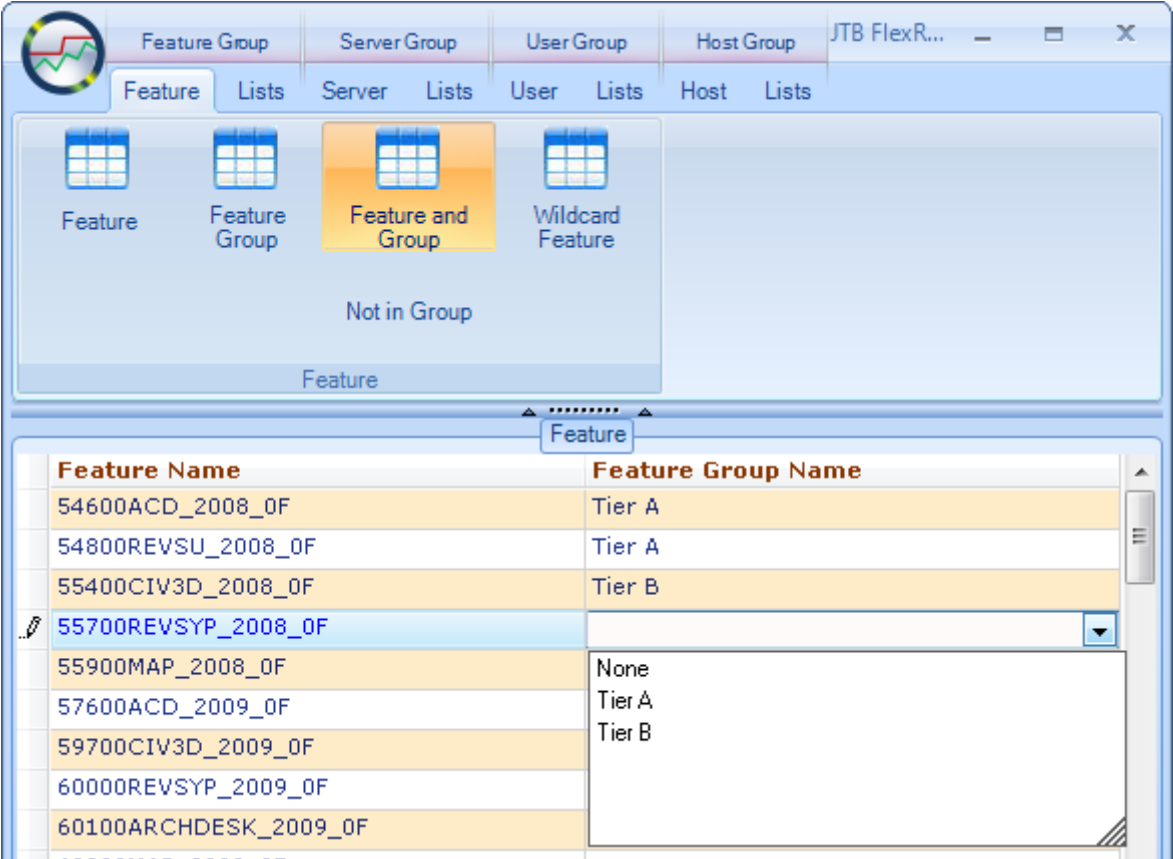 Feature Group Server Group User Group Host Group JTB FlexR...
Feature Lists Server Lists User Lists Host Lists
Feature
Feature
Group
Feature and
Group
Wildcard
Feature
Not in Group
Feature
Feature
Feature Name Feature Group Name
54600ACD_2008_0F Tier A
54800REVSU_2008_0F Tier A
55400CIV3D_2008_0F Tier B
55700REVSYP_2008_0F
55900MAP_2008_0F None
57600ACD_2009_0F Tier A
59700CIV3D_2009_0F Tier B
60000REVSYP_2009_0F
60100ARCHDESK_2009_0F